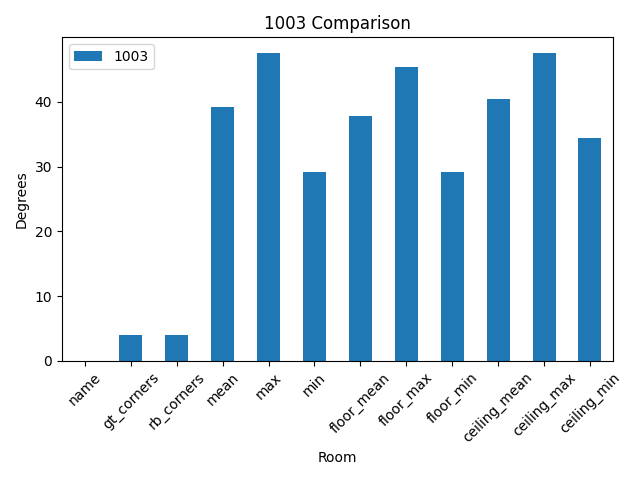 1003 Comparison
1003
Degrees
40
30
20
10
0
name
gt_corners
rb_corners
mean
max
min
floor_mean
floor_max
floor_min
ceiling_mean
ceiling_max
ceiling_min
Room